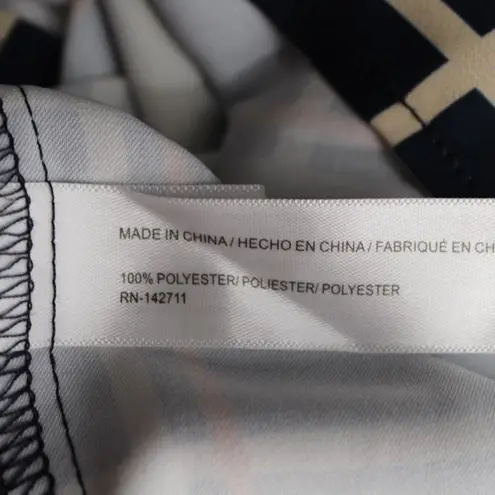 MADE IN CHINA / HECHO EN CHINA / FABRIQUÉ EN CH
100% POLYESTER/ POLIESTER/ POLYESTER
RN-142711